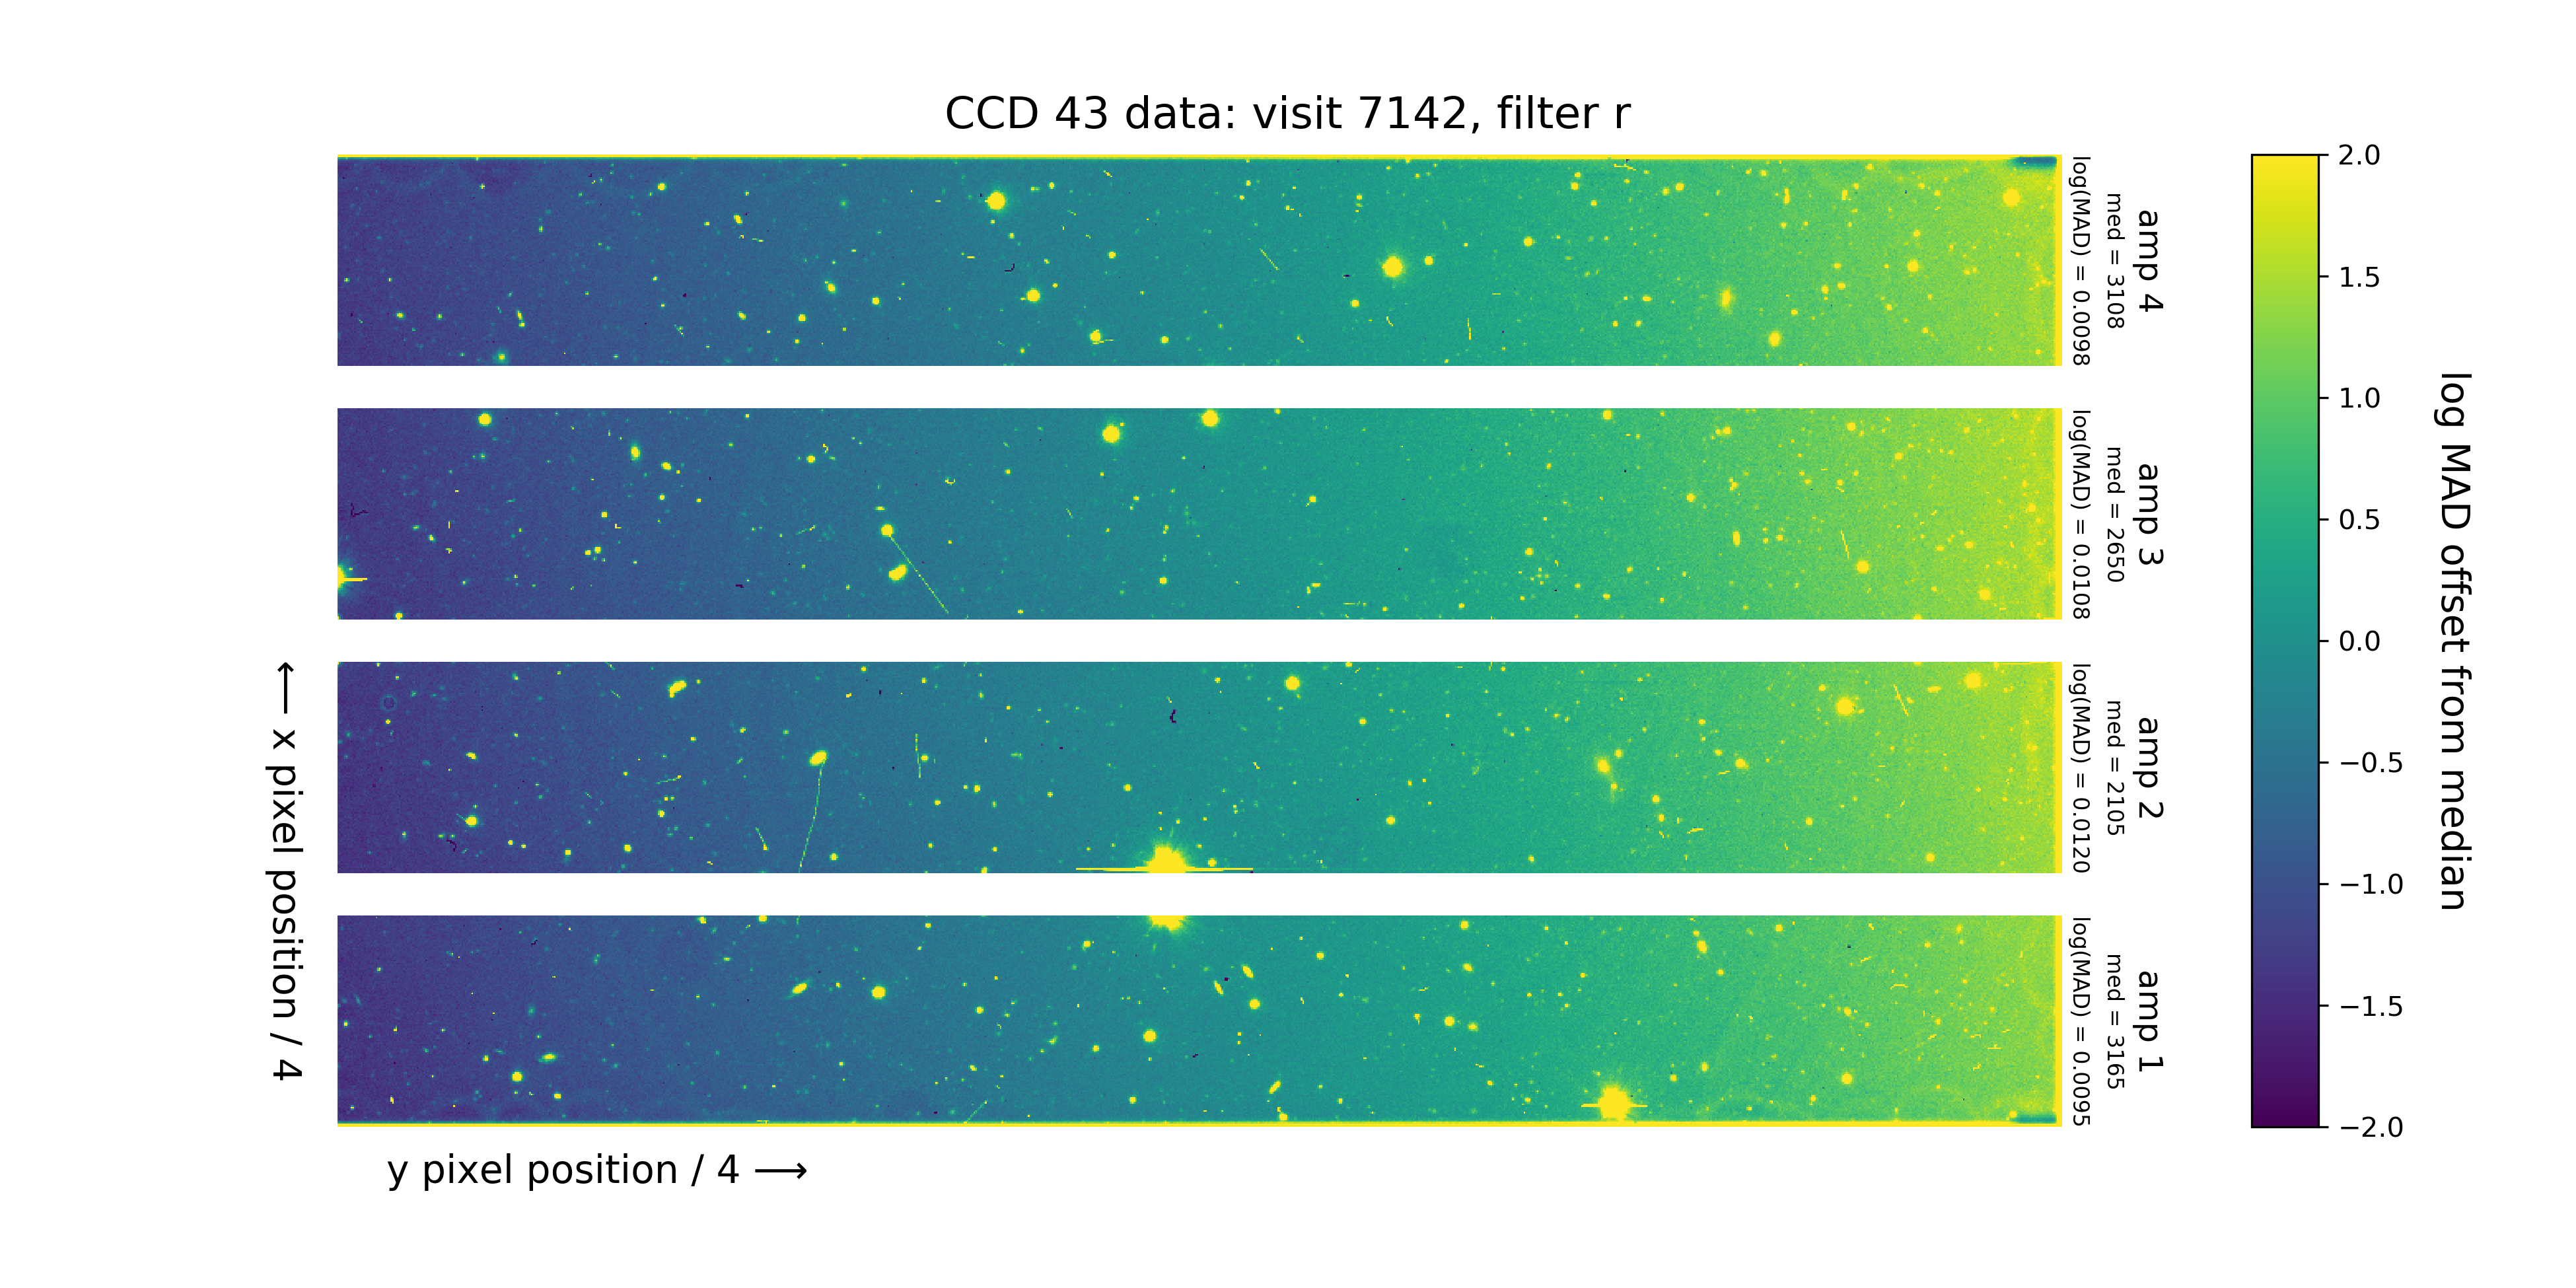 CCD 43 data: visit 7142, filter r
amp 4
med = 3108
log(MAD) = 0.0098
amp 3
med = 2650
log(MAD) = 0.0108
amp 2
med = 2105
log(MAD) = 0.0120
amp 1
med = 3165
log(MAD) = 0.0095
⟵ x pixel position / 4
y pixel position / 4 ⟶
2.0
1.5
1.0
0.5
0.0
−0.5
−1.0
−1.5
−2.0
log MAD offset from median